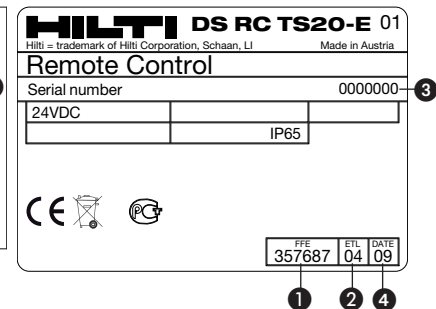 HILTI DS RC TS20-E 01
Hilti = trademark of Hilti Corporation, Schaan, LI Made in Austria
Remote Control
Serial number 0000000 3
24VDC
IP65
CE PCT
FFE ETL DATE
357687 04 09
1 2 4